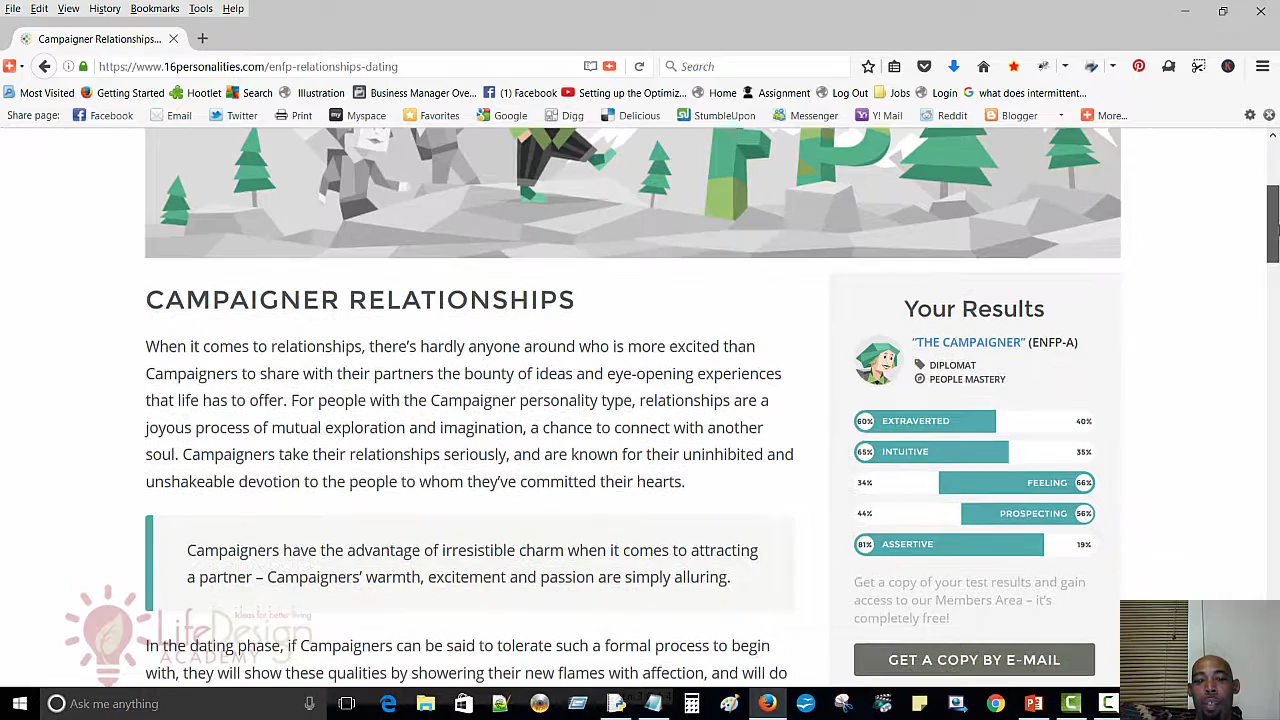 File Edit View History Bookmarks Tools Help
Campaigner Relationships...
https://www.16personalities.com/enfp-relationships-dating
Search
Most Visited Getting Started Hootlet Search Illustration Business Manager Ove... (1) Facebook Setting up the Optimiz... Home Assignment Log Out Jobs Login what does intermittent...
Share page: Facebook Email Twitter Print Myspace Favorites Google Digg Delicious StumbleUpon Messenger Y! Mail Reddit Blogger More...
TP
CAMPAIGNER RELATIONSHIPS
When it comes to relationships, there's hardly anyone around who is more excited than
Campaigners to share with their partners the bounty of ideas and eye-opening experiences
that life has to offer. For people with the Campaigner personality type, relationships are a
joyous process of mutual exploration and imagination, a chance to connect with another
soul. Campaigners take their relationships seriously, and are known for their uninhibited and
unshakeable devotion to the people to whom they've committed their hearts.
Campaigners have the advantage of irresistible charm when it comes to attracting
a partner – Campaigners' warmth, excitement and passion are simply alluring.
In the dating phase, if Campaigners can be said to tolerate such a formal process to begin
with, they will show these qualities by showering their new flames with affection, and will do
Your Results
"THE CAMPAIGNER" (ENFP-A)
DIPLOMAT
PEOPLE MASTERY
60% EXTRAVERTED 40%
65% INTUITIVE 35%
34% FEELING 66%
44% PROSPECTING 56%
81% ASSERTIVE 19%
Get a copy of your test results and gain
access to our Members Area – it's
completely free!
GET A COPY BY E-MAIL
Ideas for better living
LifeDesign
ACADEMY
Ask me anything